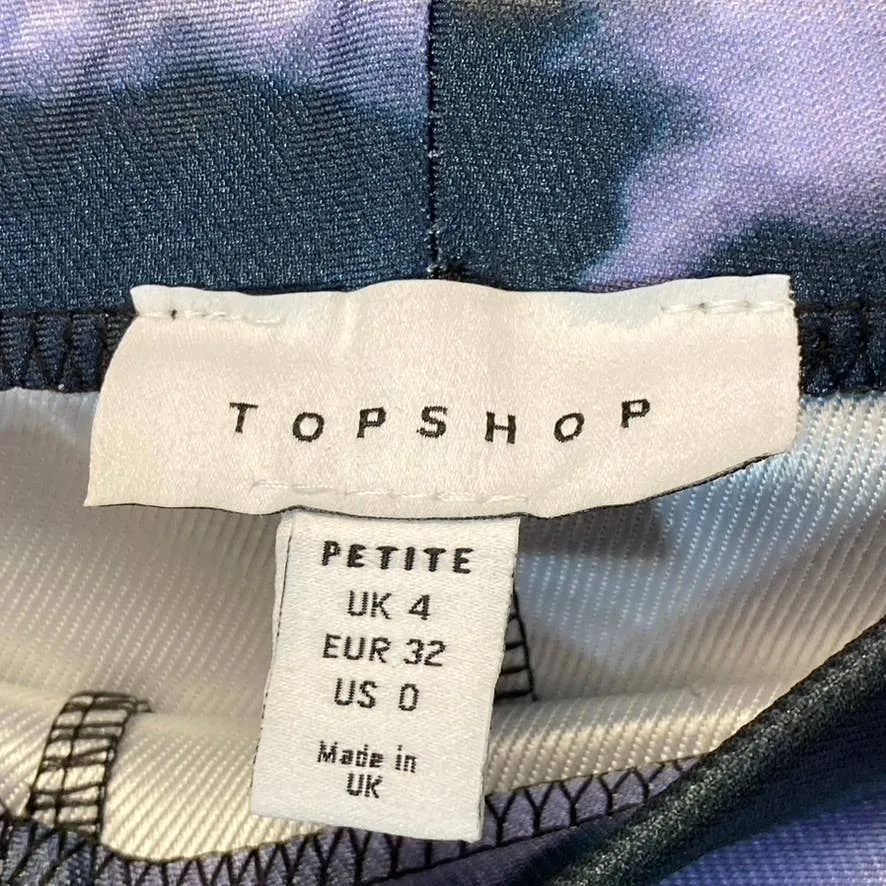 TOPSHOP
PETITE
UK 4
EUR 32
US 0
Made in
UK